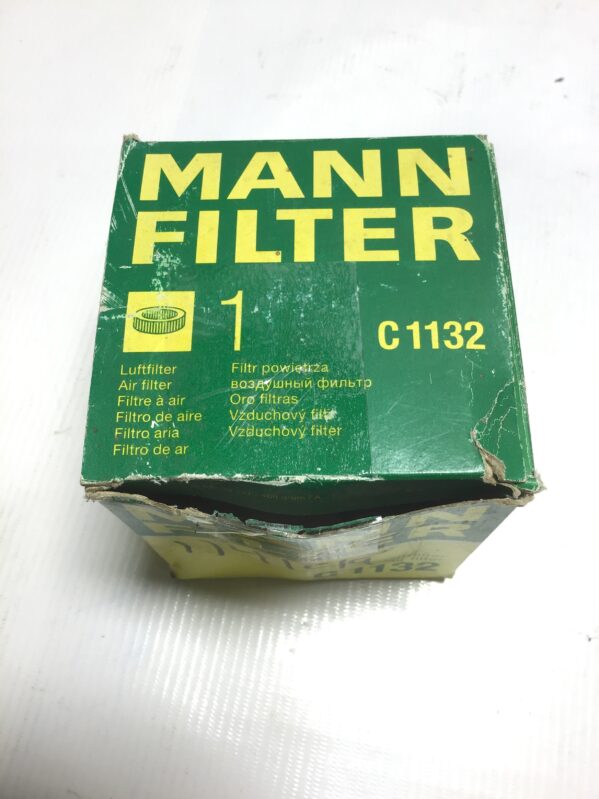 MANN
FILTER
1
C 1132
Luftfilter
Air filter
Filtre à air
Filtro de aire
Filtro aria
Filtro de ar
Filtr powietrza
воздушный фильтр
Oro filtras
Vzduchový filtr
Vzduchový filter
C 1132